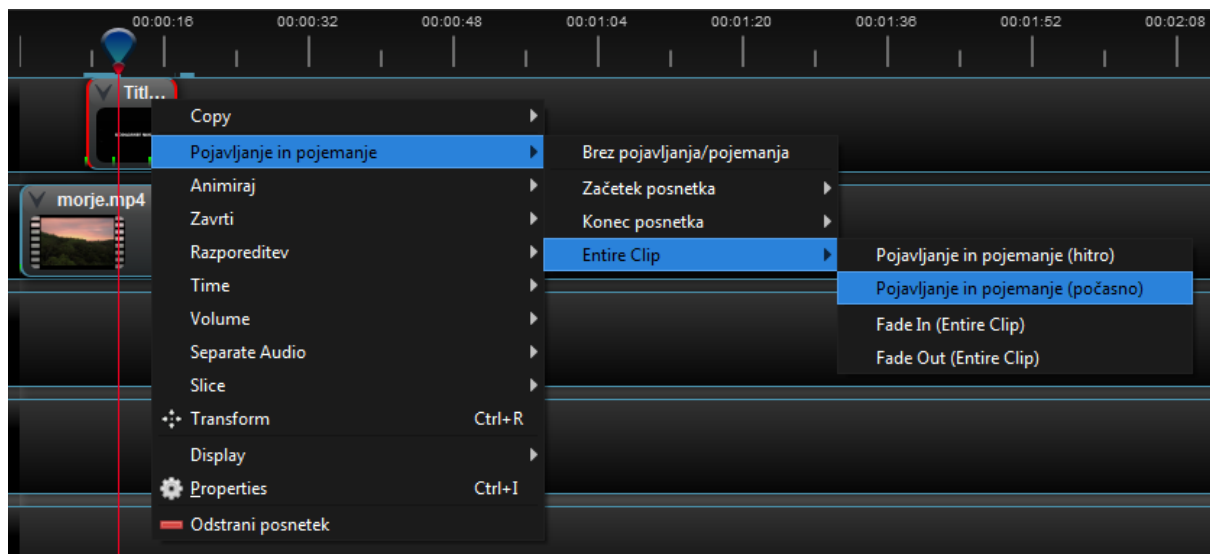 00:00:16 00:00:32 00:00:48 00:01:04 00:01:20 00:01:36 00:01:52 00:02:08
Titl...
Copy
Pojavljanje in pojemanje
Animiraj
Zavrti
Razporeditev
Time
Volume
Separate Audio
Slice
Transform Ctrl+R
Display
Properties Ctrl+I
Odstrani posnetek
Brez pojavljanja/pojemanja
Začetek posnetka
Konec posnetka
Entire Clip
Pojavljanje in pojemanje (hitro)
Pojavljanje in pojemanje (počasno)
Fade In (Entire Clip)
Fade Out (Entire Clip)
morje.mp4